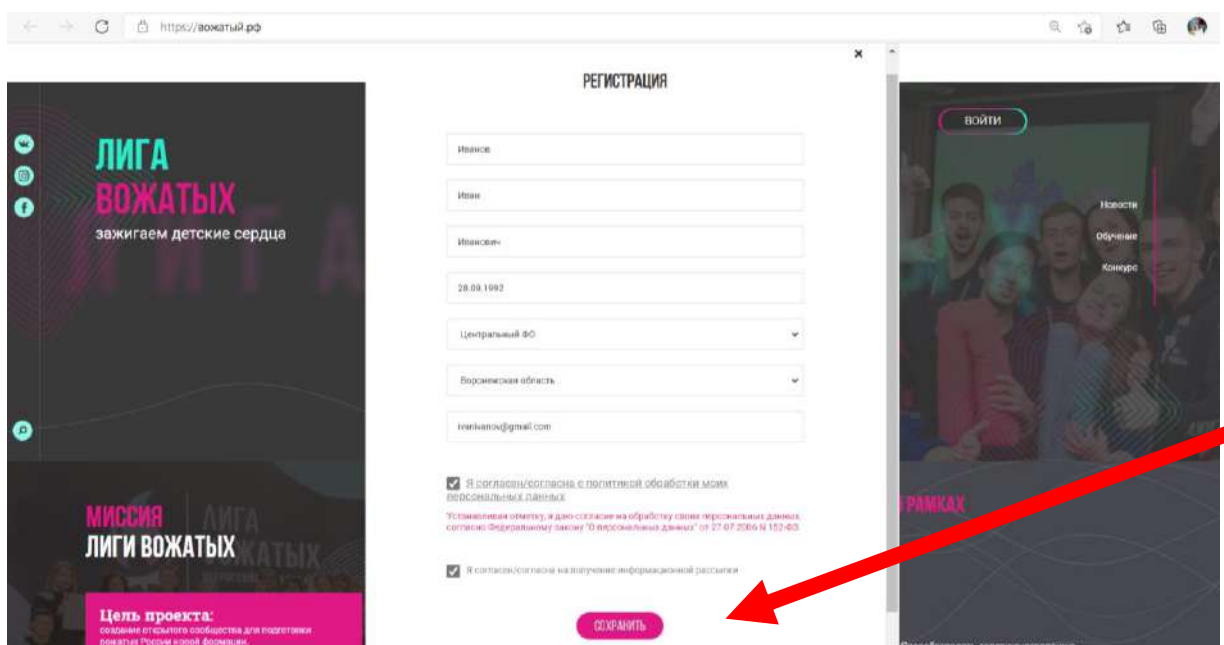 https://вожатый.рф
РЕГИСТРАЦИЯ
ВОЙТИ
ЛИГА
ВОЖАТЫХ
зажигаем детские сердца
Иванов
Иван
Иванович
28.09.1992
Центральный ФО
Воронежская область
ivanivanov@gmail.com
Новости
Обучение
Конкурс
Я согласен/согласна с политикой обработки моих
персональных данных
Устанавливая отметку, я даю согласие на обработку своих персональных данных,
согласно Федеральному закону "О персональных данных" от 27.07.2006 N 152-ФЗ.
Я согласен/согласна на получение информационной рассылки
СОХРАНИТЬ
МИССИЯ
ЛИГИ ВОЖАТЫХ
ЛИГА
ВОЖАТЫХ
Цель проекта:
создание открытого сообщества для подготовки
вожатых России новой формации.
РАМКАХ